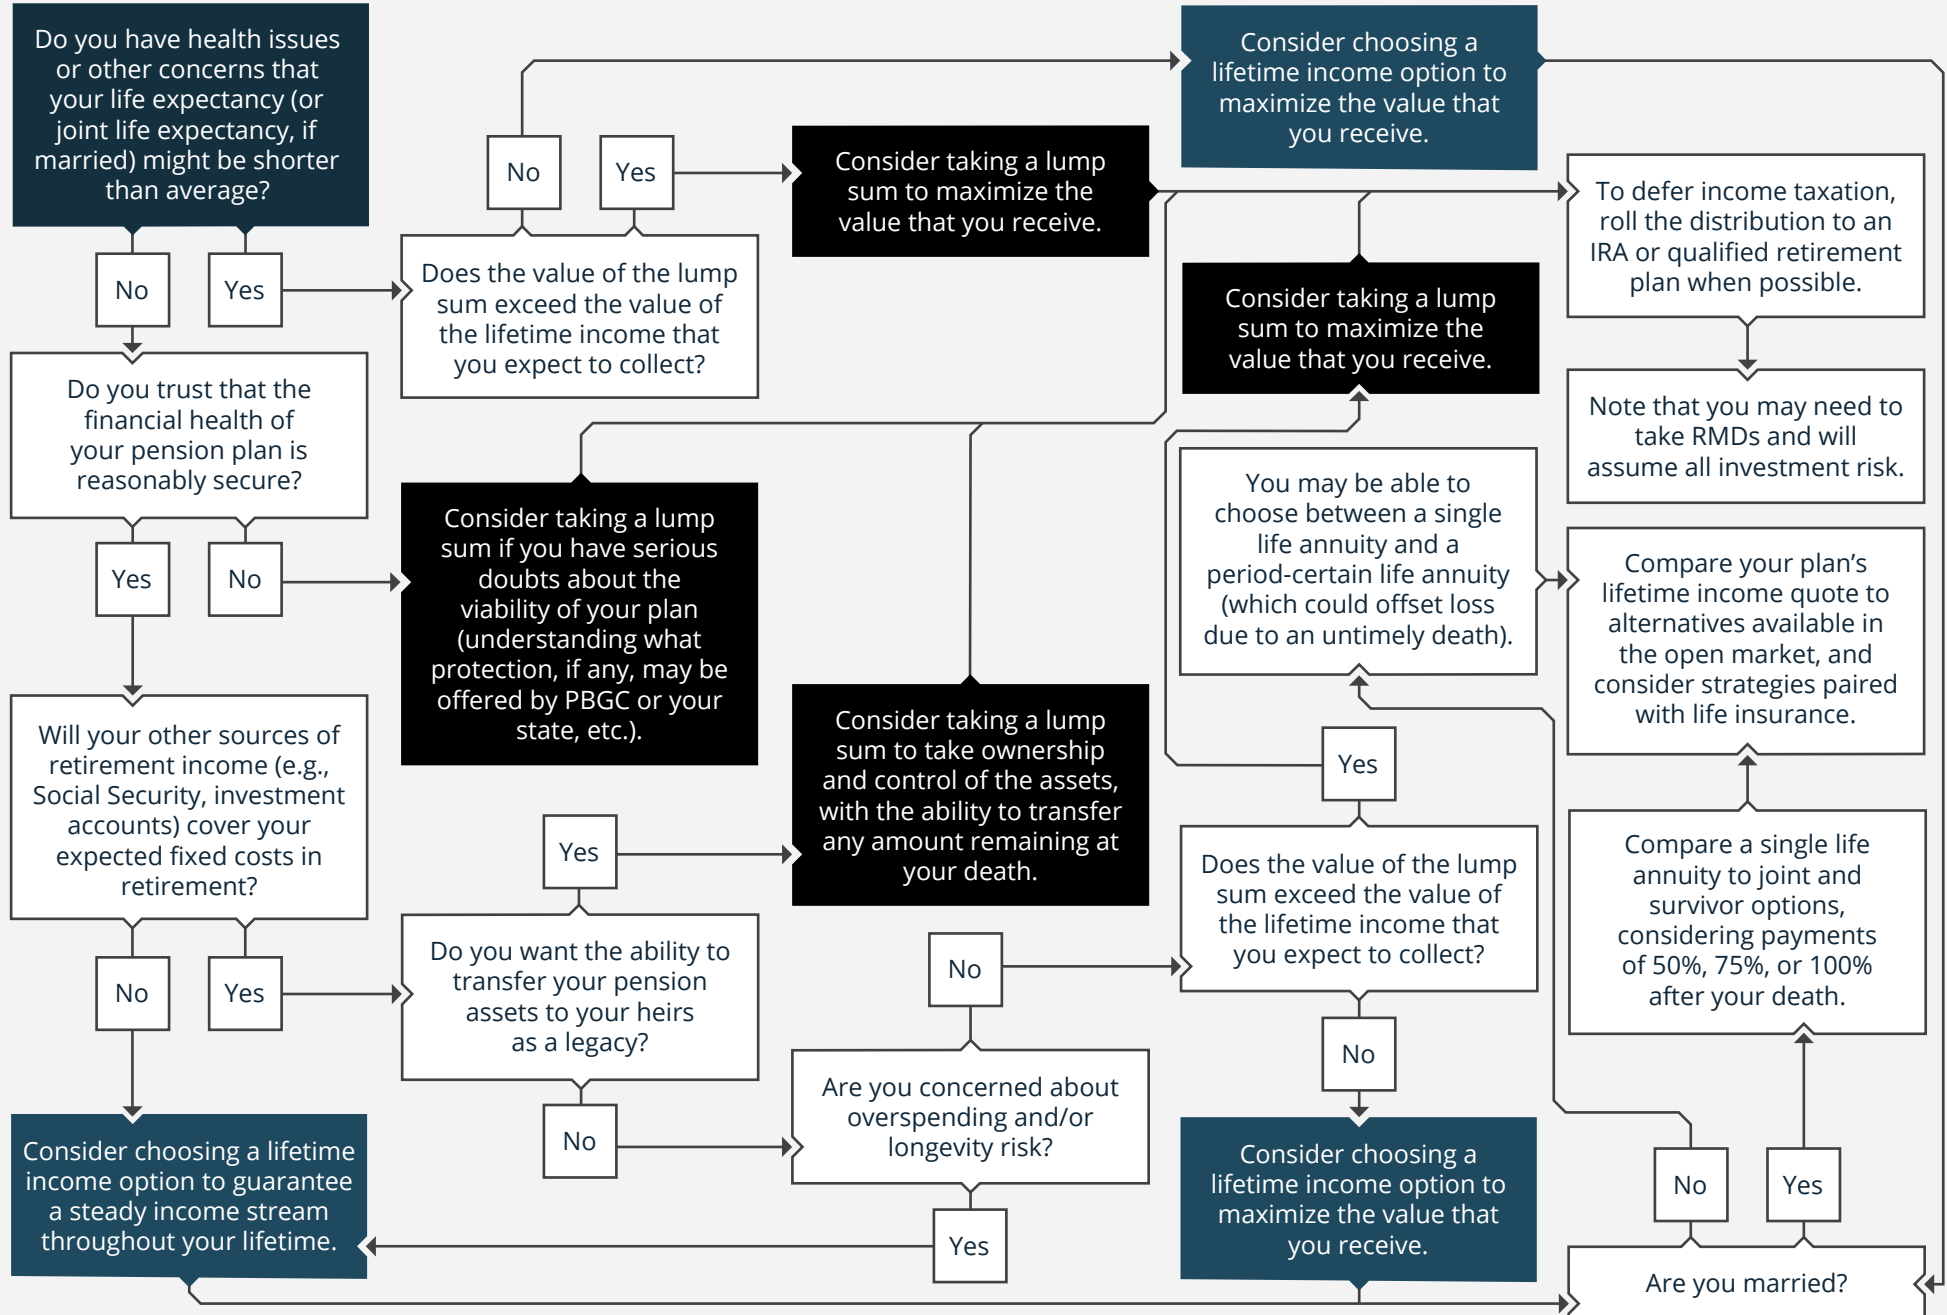 Do you have health issues
or other concerns that
your life expectancy (or
joint life expectancy, if
married) might be shorter
than average?
No
Yes
Does the value of the lump
sum exceed the value of
the lifetime income that
you expect to collect?
No
Yes
Consider taking a lump
sum to maximize the
value that you receive.
Consider choosing a
lifetime income option to
maximize the value that
you receive.
Do you trust that the
financial health of
your pension plan is
reasonably secure?
Yes
No
Consider taking a lump
sum if you have serious
doubts about the
viability of your plan
(understanding what
protection, if any, may be
offered by PBGC or your
state, etc.).
Will your other sources of
retirement income (e.g.,
Social Security, investment
accounts) cover your
expected fixed costs in
retirement?
No
Yes
Do you want the ability to
transfer your pension
assets to your heirs
as a legacy?
Yes
No
Consider taking a lump
sum to take ownership
and control of the assets,
with the ability to transfer
any amount remaining at
your death.
Are you concerned about
overspending and/or
longevity risk?
No
Yes
Consider choosing a lifetime
income option to guarantee
a steady income stream
throughout your lifetime.
Does the value of the lump
sum exceed the value of
the lifetime income that
you expect to collect?
Yes
No
Consider taking a lump
sum to maximize the
value that you receive.
Consider choosing a
lifetime income option to
maximize the value that
you receive.
To defer income taxation,
roll the distribution to an
IRA or qualified retirement
plan when possible.
Note that you may need to
take RMDs and will
assume all investment risk.
Are you married?
No
Yes
You may be able to
choose between a single
life annuity and a
period-certain life annuity
(which could offset loss
due to an untimely death).
Compare a single life
annuity to joint and
survivor options,
considering payments
of 50%, 75%, or 100%
after your death.
Compare your plan’s
lifetime income quote to
alternatives available in
the open market, and
consider strategies paired
with life insurance.